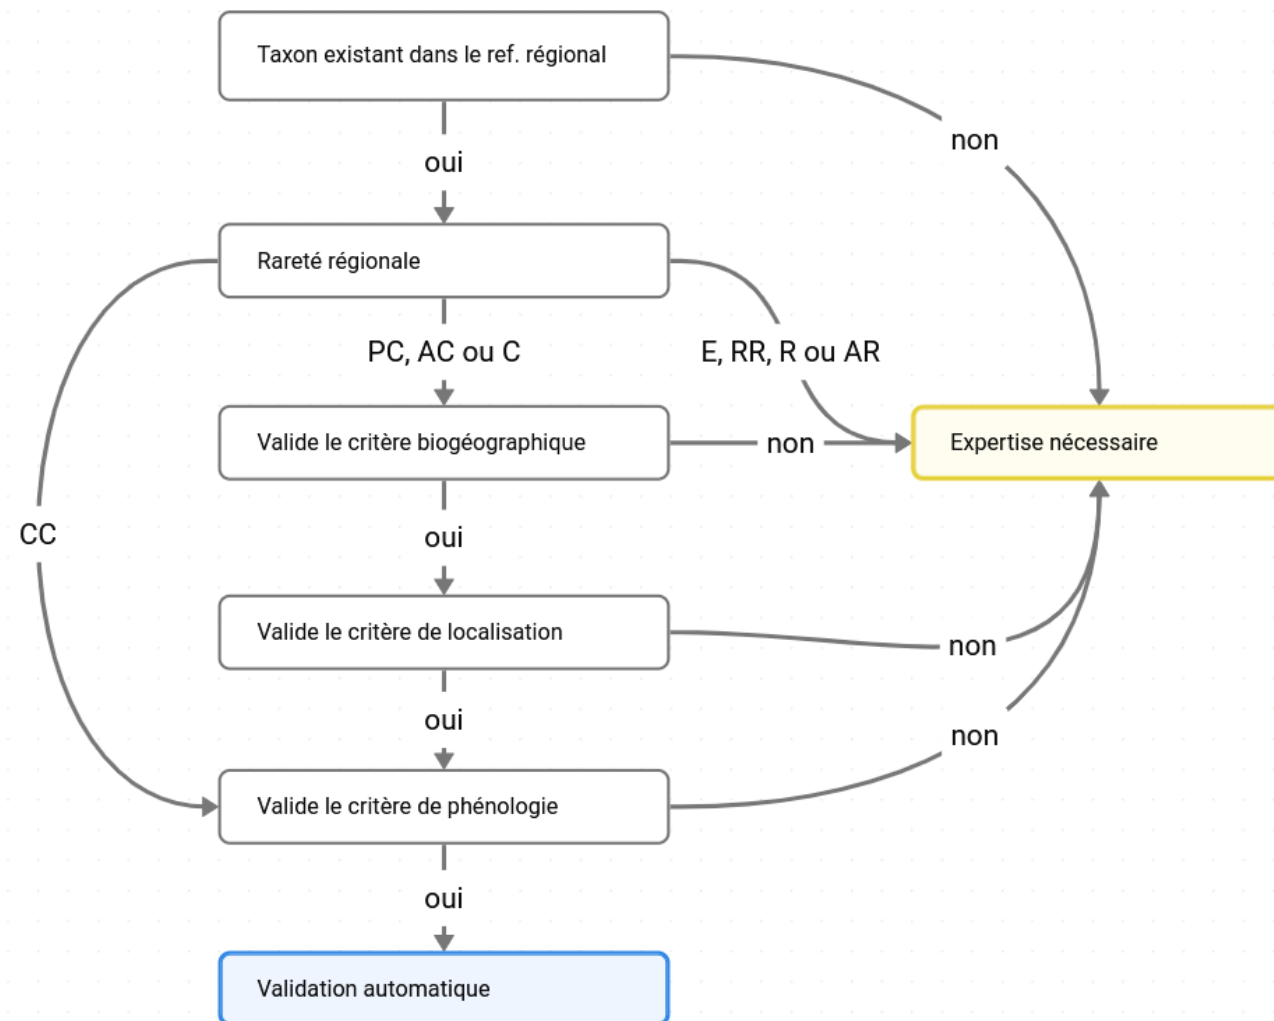 Taxon existant dans le ref. régional
non
oui
Rareté régionale
PC, AC ou C
E, RR, R ou AR
Valide le critère biogéographique
non
Expertise nécessaire
CC
oui
Valide le critère de localisation
non
oui
non
Valide le critère de phénologie
oui
Validation automatique